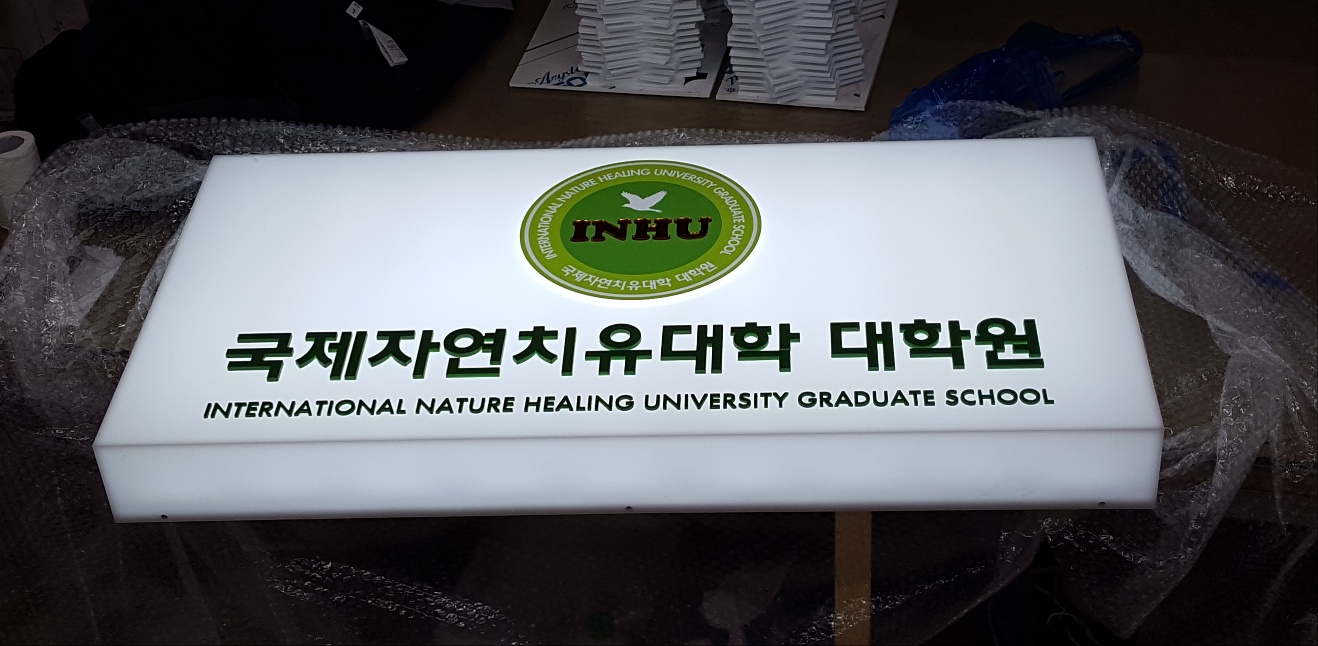 INTERNATIONAL NATURE HEALING UNIVERSITY GRADUATE SCHOOL
INHU
국제자연치유대학 대학원
국제자연치유대학 대학원
INTERNATIONAL NATURE HEALING UNIVERSITY GRADUATE SCHOOL